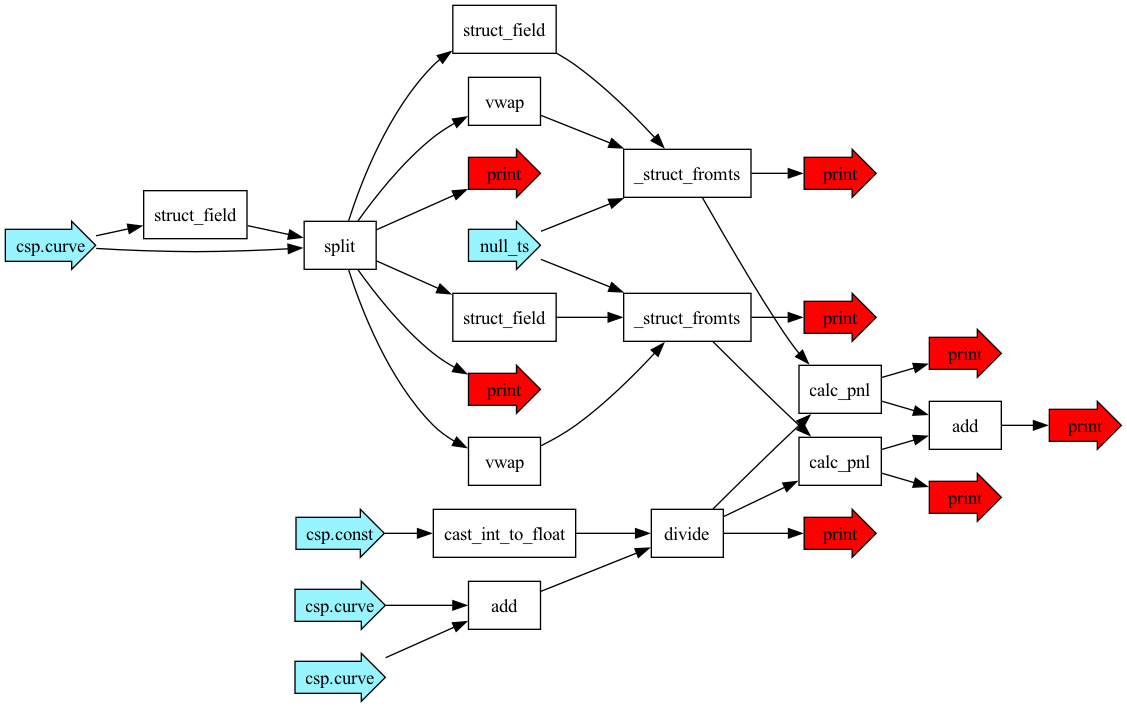 struct_field
vwap
print
_struct_fromts
print
struct_field
csp.curve
split
null_ts
struct_field
_struct_fromts
print
print
print
calc_pnl
add
print
vwap
calc_pnl
print
csp.const
cast_int_to_float
divide
print
csp.curve
add
csp.curve